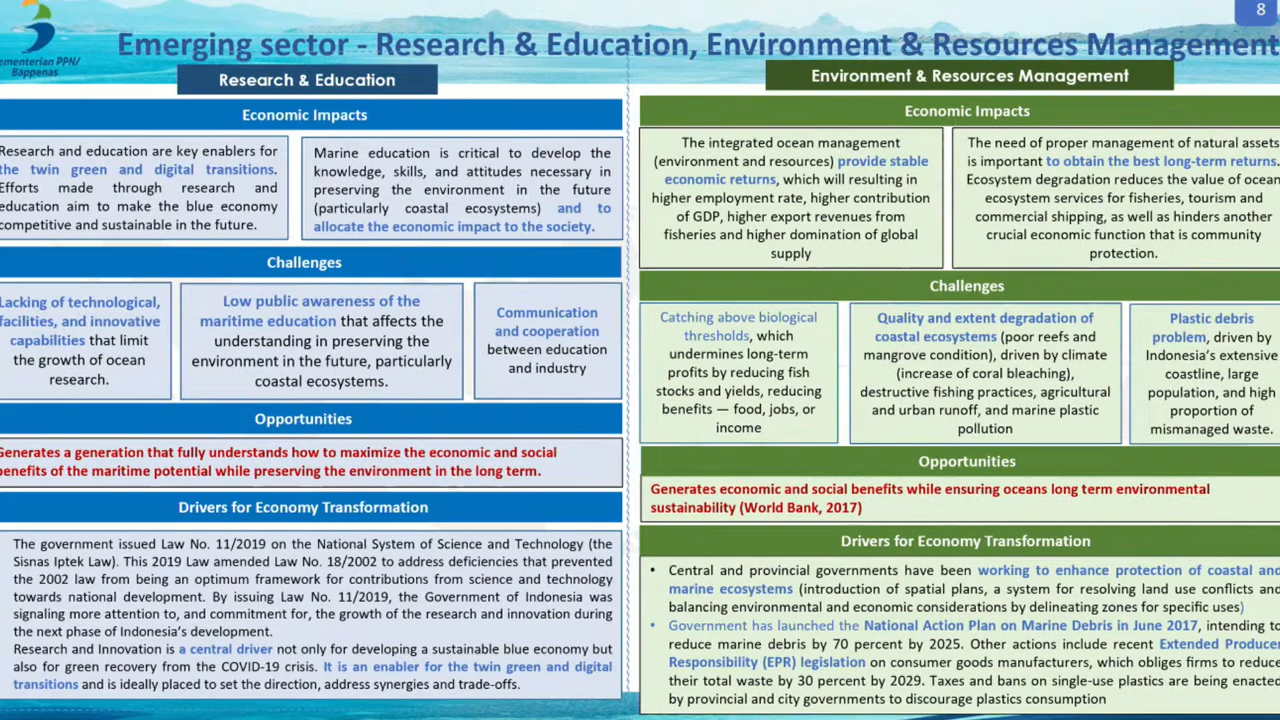 8
ementerian PPN/
Bappenas
Emerging sector - Research & Education, Environment & Resources Management
Research & Education
Economic Impacts
Research and education are key enablers for
the twin green and digital transitions.
Efforts made through research and
education aim to make the blue economy
competitive and sustainable in the future.
Marine education is critical to develop the
knowledge, skills, and attitudes necessary in
preserving the environment in the future
(particularly coastal ecosystems) and to
allocate the economic impact to the society.
Challenges
Lacking of technological,
facilities, and innovative
capabilities that limit
the growth of ocean
research.
Low public awareness of the
maritime education that affects the
understanding in preserving the
environment in the future, particularly
coastal ecosystems.
Communication
and cooperation
between education
and industry
Opportunities
Generates a generation that fully understands how to maximize the economic and social
benefits of the maritime potential while preserving the environment in the long term.
Drivers for Economy Transformation
The government issued Law No. 11/2019 on the National System of Science and Technology (the
Sisnas Iptek Law). This 2019 Law amended Law No. 18/2002 to address deficiencies that prevented
the 2002 law from being an optimum framework for contributions from science and technology
towards national development. By issuing Law No. 11/2019, the Government of Indonesia was
signaling more attention to, and commitment for, the growth of the research and innovation during
the next phase of Indonesia's development.
Research and Innovation is a central driver not only for developing a sustainable blue economy but
also for green recovery from the COVID-19 crisis. It is an enabler for the twin green and digital
transitions and is ideally placed to set the direction, address synergies and trade-offs.
Environment & Resources Management
Economic Impacts
The integrated ocean management
(environment and resources) provide stable
economic returns, which will resulting in
higher employment rate, higher contribution
of GDP, higher export revenues from
fisheries and higher domination of global
supply
The need of proper management of natural assets
is important to obtain the best long-term returns.
Ecosystem degradation reduces the value of ocean
ecosystem services for fisheries, tourism and
commercial shipping, as well as hinders another
crucial economic function that is community
protection.
Challenges
Catching above biological
thresholds, which
undermines long-term
profits by reducing fish
stocks and yields, reducing
benefits — food, jobs, or
income
Quality and extent degradation of
coastal ecosystems (poor reefs and
mangrove condition), driven by climate
(increase of coral bleaching),
destructive fishing practices, agricultural
and urban runoff, and marine plastic
pollution
Plastic debris
problem, driven by
Indonesia's extensive
coastline, large
population, and high
proportion of
mismanaged waste.
Opportunities
Generates economic and social benefits while ensuring oceans long term environmental
sustainability (World Bank, 2017)
Drivers for Economy Transformation
• Central and provincial governments have been working to enhance protection of coastal and
marine ecosystems (introduction of spatial plans, a system for resolving land use conflicts and
balancing environmental and economic considerations by delineating zones for specific uses)
• Government has launched the National Action Plan on Marine Debris in June 2017, intending to
reduce marine debris by 70 percent by 2025. Other actions include recent Extended Producer
Responsibility (EPR) legislation on consumer goods manufacturers, which obliges firms to reduce
their total waste by 30 percent by 2029. Taxes and bans on single-use plastics are being enacted
by provincial and city governments to discourage plastics consumption